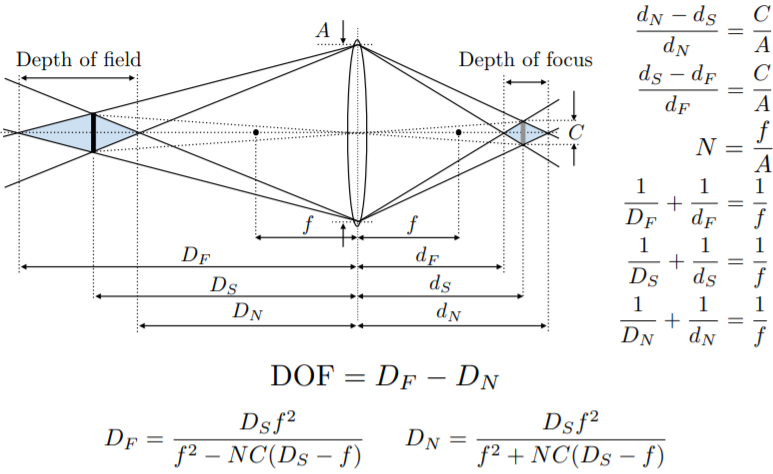 A
Depth of field
Depth of focus
C
f
f
D_F
d_F
D_S
d_S
D_N
d_N
\frac{d_N - d_S}{d_N} = \frac{C}{A}
\frac{d_S - d_F}{d_F} = \frac{C}{A}
N = \frac{f}{A}
\frac{1}{D_F} + \frac{1}{d_F} = \frac{1}{f}
\frac{1}{D_S} + \frac{1}{d_S} = \frac{1}{f}
\frac{1}{D_N} + \frac{1}{d_N} = \frac{1}{f}
DOF = D_F − D_N
D_F = \frac{D_S f^2}{f^2 - NC(D_S - f)}
D_N = \frac{D_S f^2}{f^2 + NC(D_S - f)}